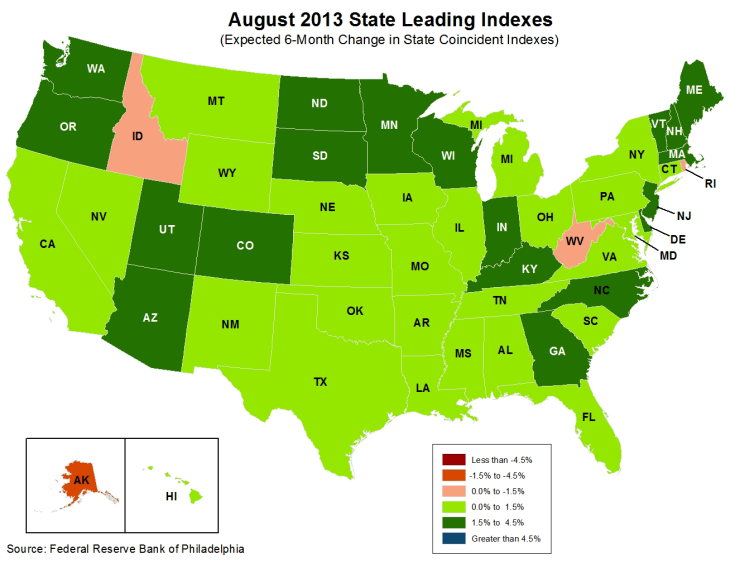 August 2013 State Leading Indexes
(Expected 6-Month Change in State Coincident Indexes)
WA
MT
ND
MN
ME
OR
ID
SD
WI
MI
MI
VT
NH
NY
MA
CT
RI
WY
NE
IA
PA
NJ
NV
UT
CO
IL
IN
OH
WV
DE
MD
VA
CA
KS
MO
KY
NC
AZ
NM
OK
AR
TN
SC
TX
LA
MS
AL
GA
FL
AK
HI
Less than -4.5%
-1.5% to -4.5%
0.0% to -1.5%
0.0% to 1.5%
1.5% to 4.5%
Greater than 4.5%
Source: Federal Reserve Bank of Philadelphia